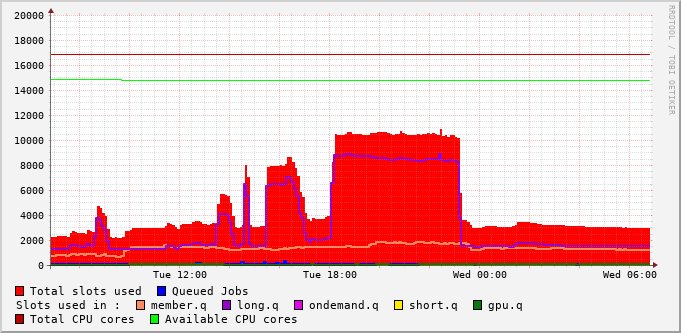 RRDTOOL / TOBI OETIKER
20000
18000
16000
14000
12000
10000
8000
6000
4000
2000
0
Tue 12:00 Tue 18:00 Wed 00:00 Wed 06:00
Total slots used Queued Jobs
Slots used in : member.q long.q ondemand.q short.q gpu.q
Total CPU cores Available CPU cores